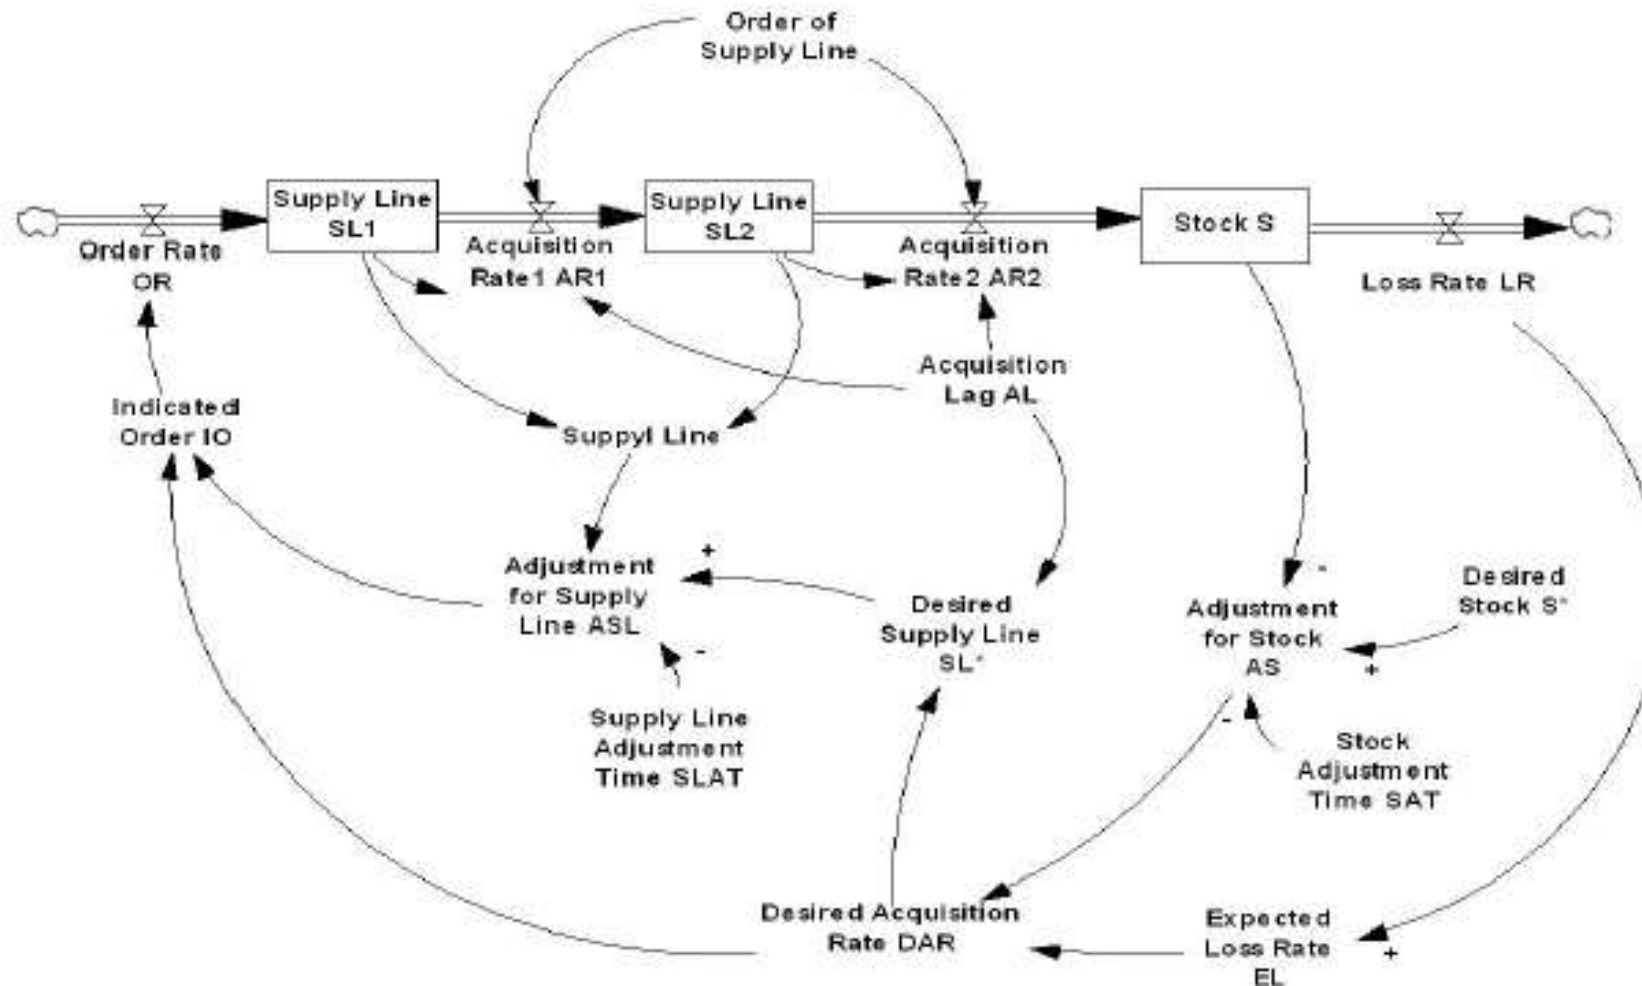 Order of
Supply Line
Supply Line
SL1
Supply Line
SL2
Stock S
Order Rate
OR
Acquisition
Rate1 AR1
Acquisition
Rate2 AR2
Loss Rate LR
Acquisition
Lag AL
Indicated
Order IO
Suppyl Line
Adjustment
for Supply
Line ASL
+
-
Desired
Supply Line
SL*
Adjustment
for Stock
AS
-
+
-
Desired
Stock S*
Supply Line
Adjustment
Time SLAT
Stock
Adjustment
Time SAT
Desired Acquisition
Rate DAR
Expected
Loss Rate
EL
+